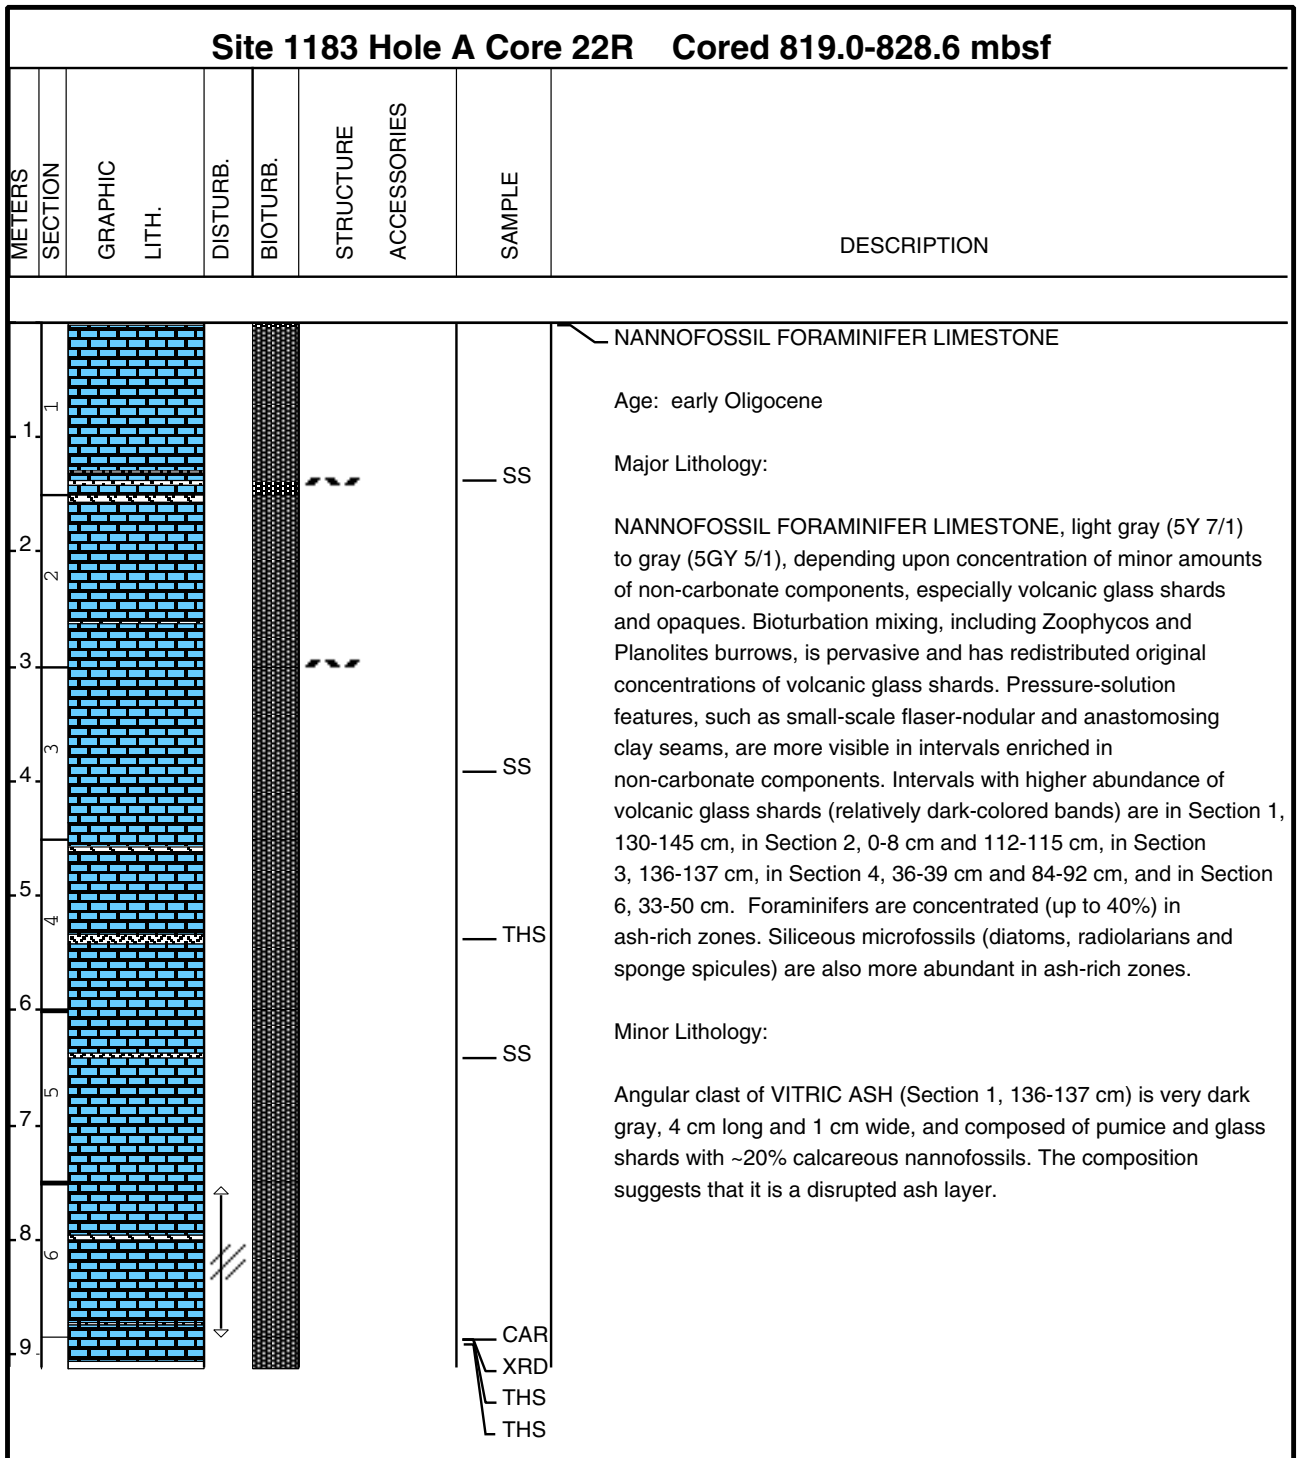 Site 1183 Hole A Core 22R Cored 819.0-828.6 mbsf
METERS
SECTION
GRAPHIC
LITH.
DISTURB.
BIOTURB.
STRUCTURE
ACCESSORIES
SAMPLE
DESCRIPTION
NANNOFOSSIL FORAMINIFER LIMESTONE
Age: early Oligocene
Major Lithology:
NANNOFOSSIL FORAMINIFER LIMESTONE, light gray (5Y 7/1)
to gray (5GY 5/1), depending upon concentration of minor amounts
of non-carbonate components, especially volcanic glass shards
and opaques. Bioturbation mixing, including Zoophycos and
Planolites burrows, is pervasive and has redistributed original
concentrations of volcanic glass shards. Pressure-solution
features, such as small-scale flaser-nodular and anastomosing
clay seams, are more visible in intervals enriched in
non-carbonate components. Intervals with higher abundance of
volcanic glass shards (relatively dark-colored bands) are in Section 1,
130-145 cm, in Section 2, 0-8 cm and 112-115 cm, in Section
3, 136-137 cm, in Section 4, 36-39 cm and 84-92 cm, and in Section
6, 33-50 cm. Foraminifers are concentrated (up to 40%) in
ash-rich zones. Siliceous microfossils (diatoms, radiolarians and
sponge spicules) are also more abundant in ash-rich zones.
Minor Lithology:
Angular clast of VITRIC ASH (Section 1, 136-137 cm) is very dark
gray, 4 cm long and 1 cm wide, and composed of pumice and glass
shards with ~20% calcareous nannofossils. The composition
suggests that it is a disrupted ash layer.
1
2
3
4
5
6
7
8
9
1
2
3
4
5
6
SS
SS
THS
SS
CAR
XRD
THS
THS